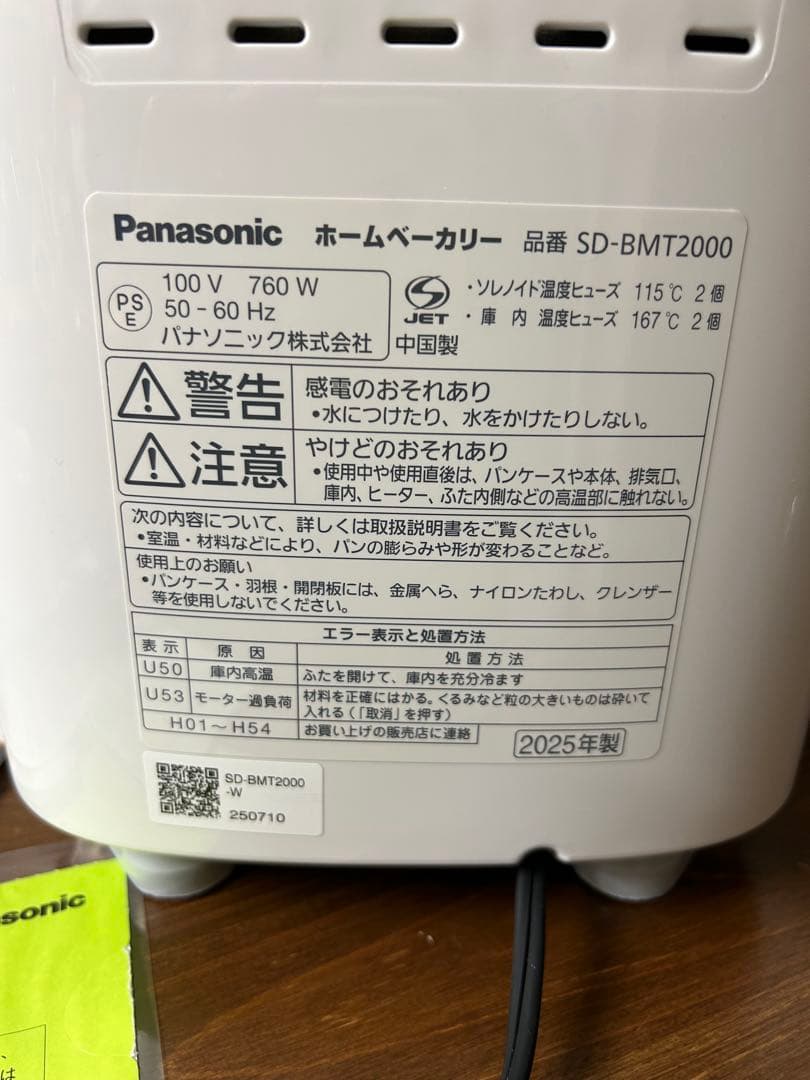 Panasonic ホームベーカリー 品番 SD-BMT2000
PS E
100 V 760 W
50 - 60 Hz
パナソニック株式会社
JET
・ソレノイド温度ヒューズ 115℃ 2個
・庫 内 温度ヒューズ 167℃ 2個
中国製
警告
感電のおそれあり
•水につけたり、水をかけたりしない。
注意
やけどのおそれあり
•使用中や使用直後は、パンケースや本体、排気口、
庫内、ヒーター、ふた内側などの高温部に触れない。
次の内容について、詳しくは取扱説明書をご覧ください。
•室温・材料などにより、パンの膨らみや形が変わることなど。
使用上のお願い
•パンケース・羽根・開閉板には、金属へら、ナイロンたわし、クレンザー
等を使用しないでください。
エラー表示と処置方法
表示 原 因 処置方法
U50 庫内高温 ふたを開けて、庫内を充分冷ます
U53 モーター過負荷 材料を正確にはかる。くるみなど粒の大きいものは砕いて
入れる(「取消」を押す)
H01～H54 お買い上げの販売店に連絡
2025年製
SD-BMT2000
-W
250710
sonic
、
は